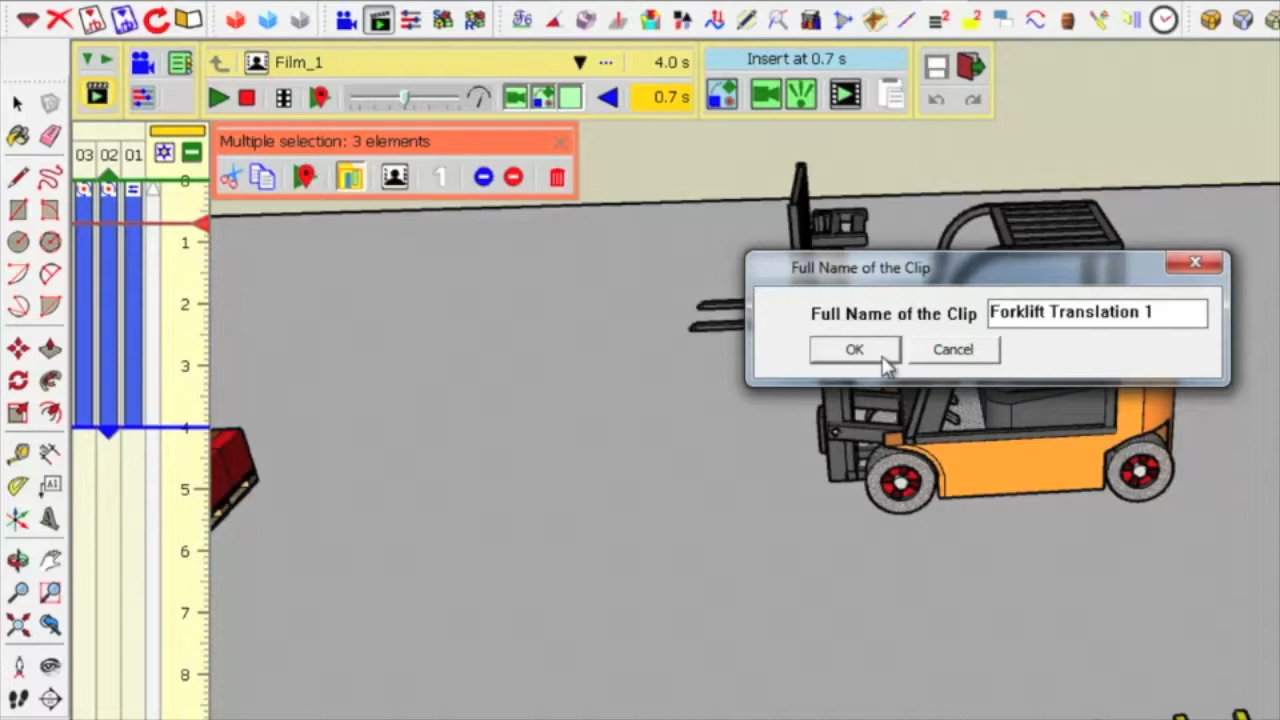 Film_1
4.0 s
Insert at 0.7 s
0.7 s
Multiple selection: 3 elements
03 02 01
1
0
1
2
3
4
5
6
7
8
Full Name of the Clip
Full Name of the Clip Forklift Translation 1
OK Cancel